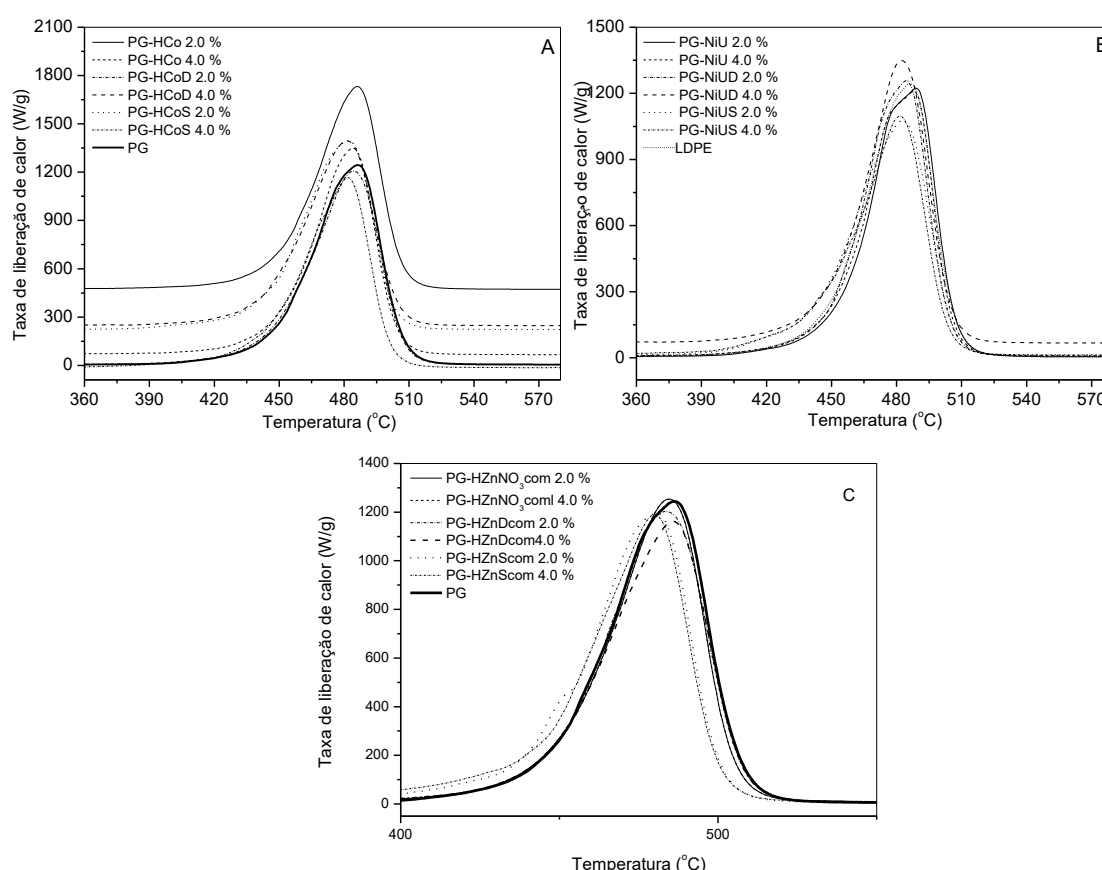 2100
1800
1500
1200
900
600
300
0
Taxa de liberação de calor (W/g)
PG-HCo 2.0 %
PG-HCo 4.0 %
PG-HCoD 2.0 %
PG-HCoD 4.0 %
PG-HCoS 2.0 %
PG-HCoS 4.0 %
PG
A
360 390 420 450 480 510 540 570
Temperatura (°C)
1500
1200
900
600
300
0
PG-NiU 2.0 %
PG-NiU 4.0 %
PG-NiUD 2.0 %
PG-NiUD 4.0 %
PG-NiUS 2.0 %
PG-NiUS 4.0 %
LDPE
360 390 420 450 480 510 540 570
Temperatura (°C)
1400
1200
1000
800
600
400
200
0
Taxa de liberação de calor (W/g)
PG-HZnNO₃com 2.0 %
PG-HZnNO₃coml 4.0 %
PG-HZnDcom 2.0 %
PG-HZnDcom4.0 %
PG-HZnScom 2.0 %
PG-HZnScom 4.0 %
PG
C
400 500
Temperatura (°C)